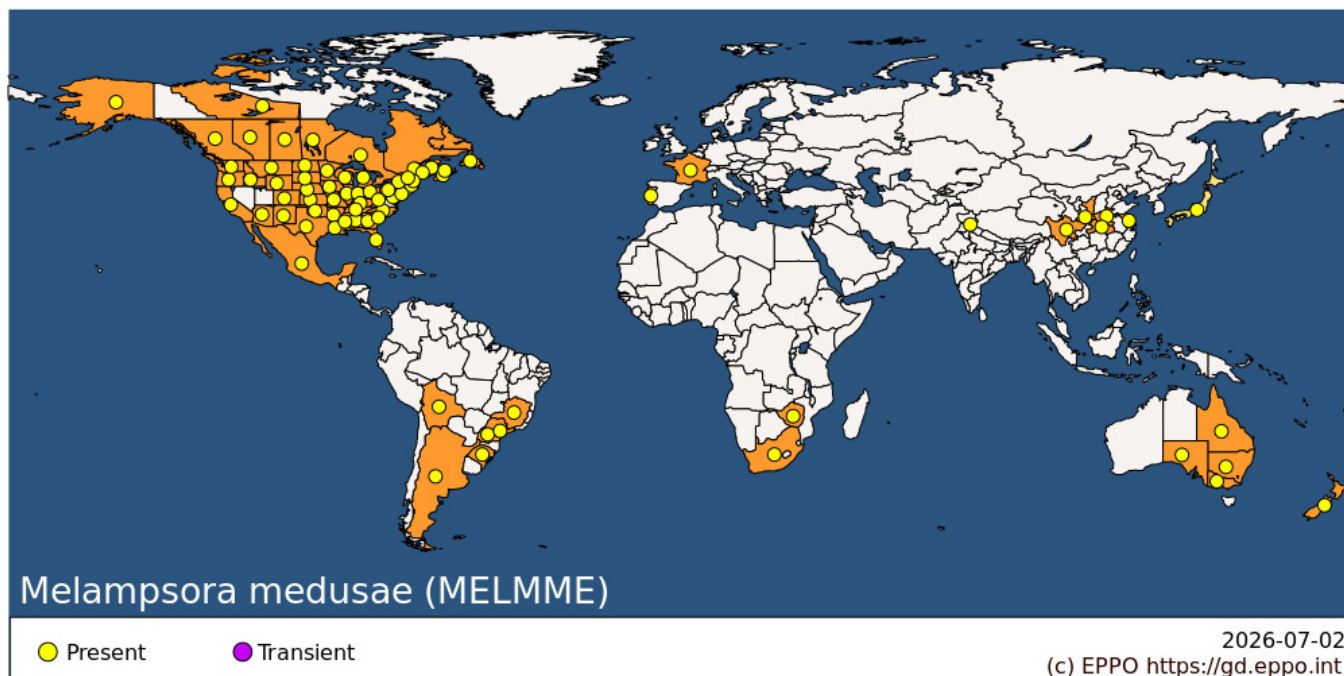 Melampsora medusae (MELMME)
Present
Transient
2026-07-02
(c) EPPO https://gd.eppo.int